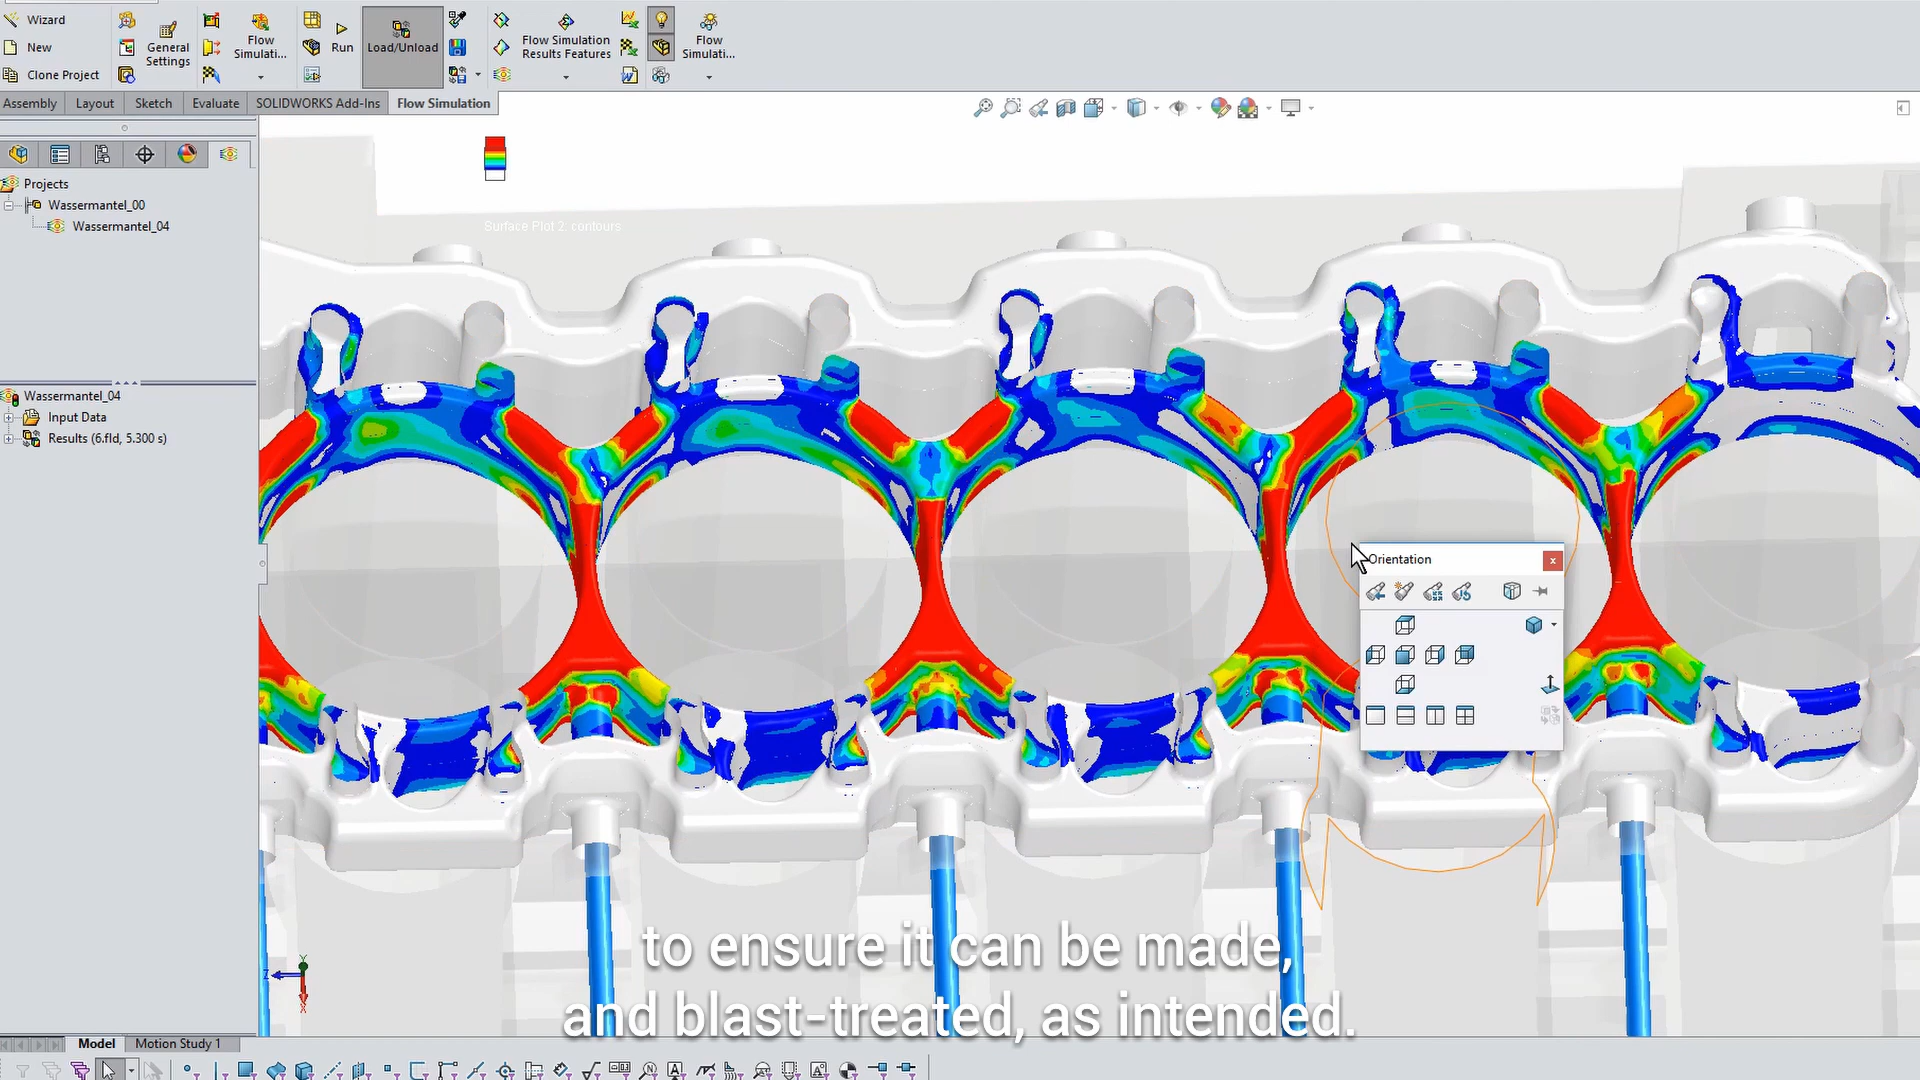 Wizard
New
Clone Project
General Settings
Flow Simulati...
Run
Load/Unload
Flow Simulation Results Features
Flow Simulati...
Assembly
Layout
Sketch
Evaluate
SOLIDWORKS Add-Ins
Flow Simulation
Projects
Wassermantel_00
Wassermantel_04
Surface Plot 2: contours
Wassermantel_04
Input Data
Results (6.fld, 5.300 s)
Orientation
Y
Z
X
to ensure it can be made,
and blast-treated, as intended.
Model
Motion Study 1